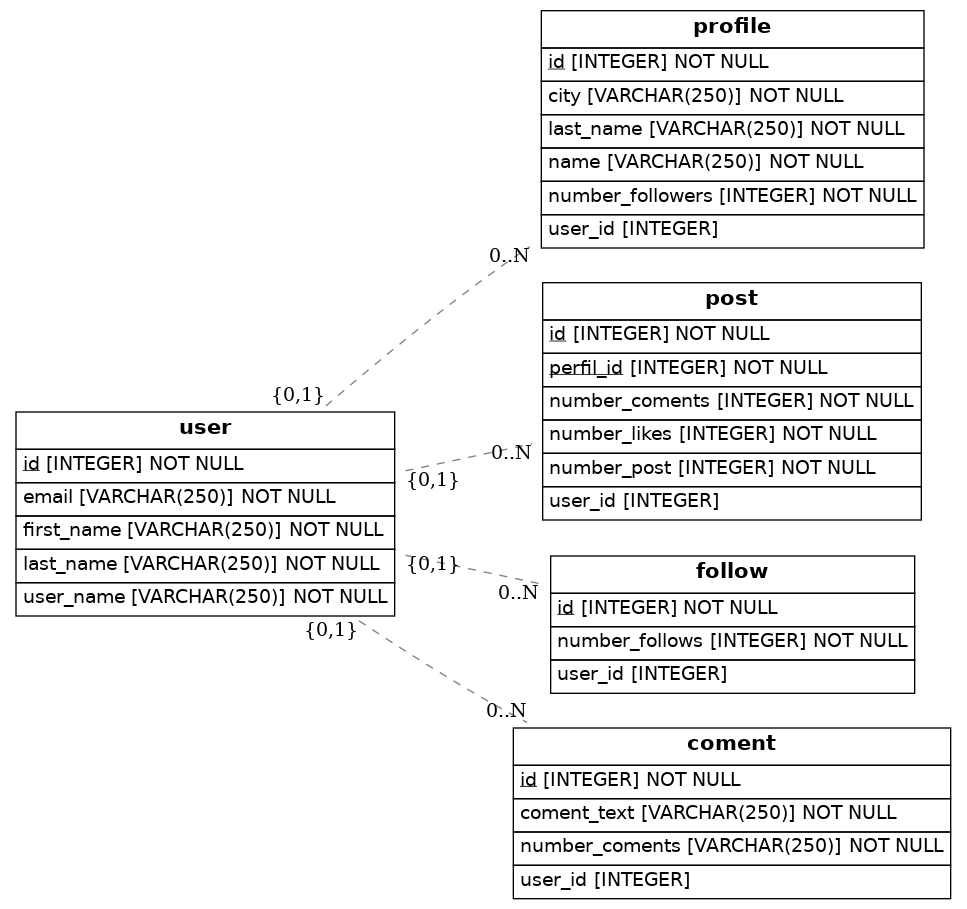 profile
id [INTEGER] NOT NULL
city [VARCHAR(250)] NOT NULL
last_name [VARCHAR(250)] NOT NULL
name [VARCHAR(250)] NOT NULL
number_followers [INTEGER] NOT NULL
user_id [INTEGER]
0..N
{0,1}
post
id [INTEGER] NOT NULL
perfil_id [INTEGER] NOT NULL
number_coments [INTEGER] NOT NULL
number_likes [INTEGER] NOT NULL
number_post [INTEGER] NOT NULL
user_id [INTEGER]
0..N
{0,1}
user
id [INTEGER] NOT NULL
email [VARCHAR(250)] NOT NULL
first_name [VARCHAR(250)] NOT NULL
last_name [VARCHAR(250)] NOT NULL
user_name [VARCHAR(250)] NOT NULL
{0,1}
0..N
follow
id [INTEGER] NOT NULL
number_follows [INTEGER] NOT NULL
user_id [INTEGER]
{0,1}
0..N
coment
id [INTEGER] NOT NULL
coment_text [VARCHAR(250)] NOT NULL
number_coments [VARCHAR(250)] NOT NULL
user_id [INTEGER]